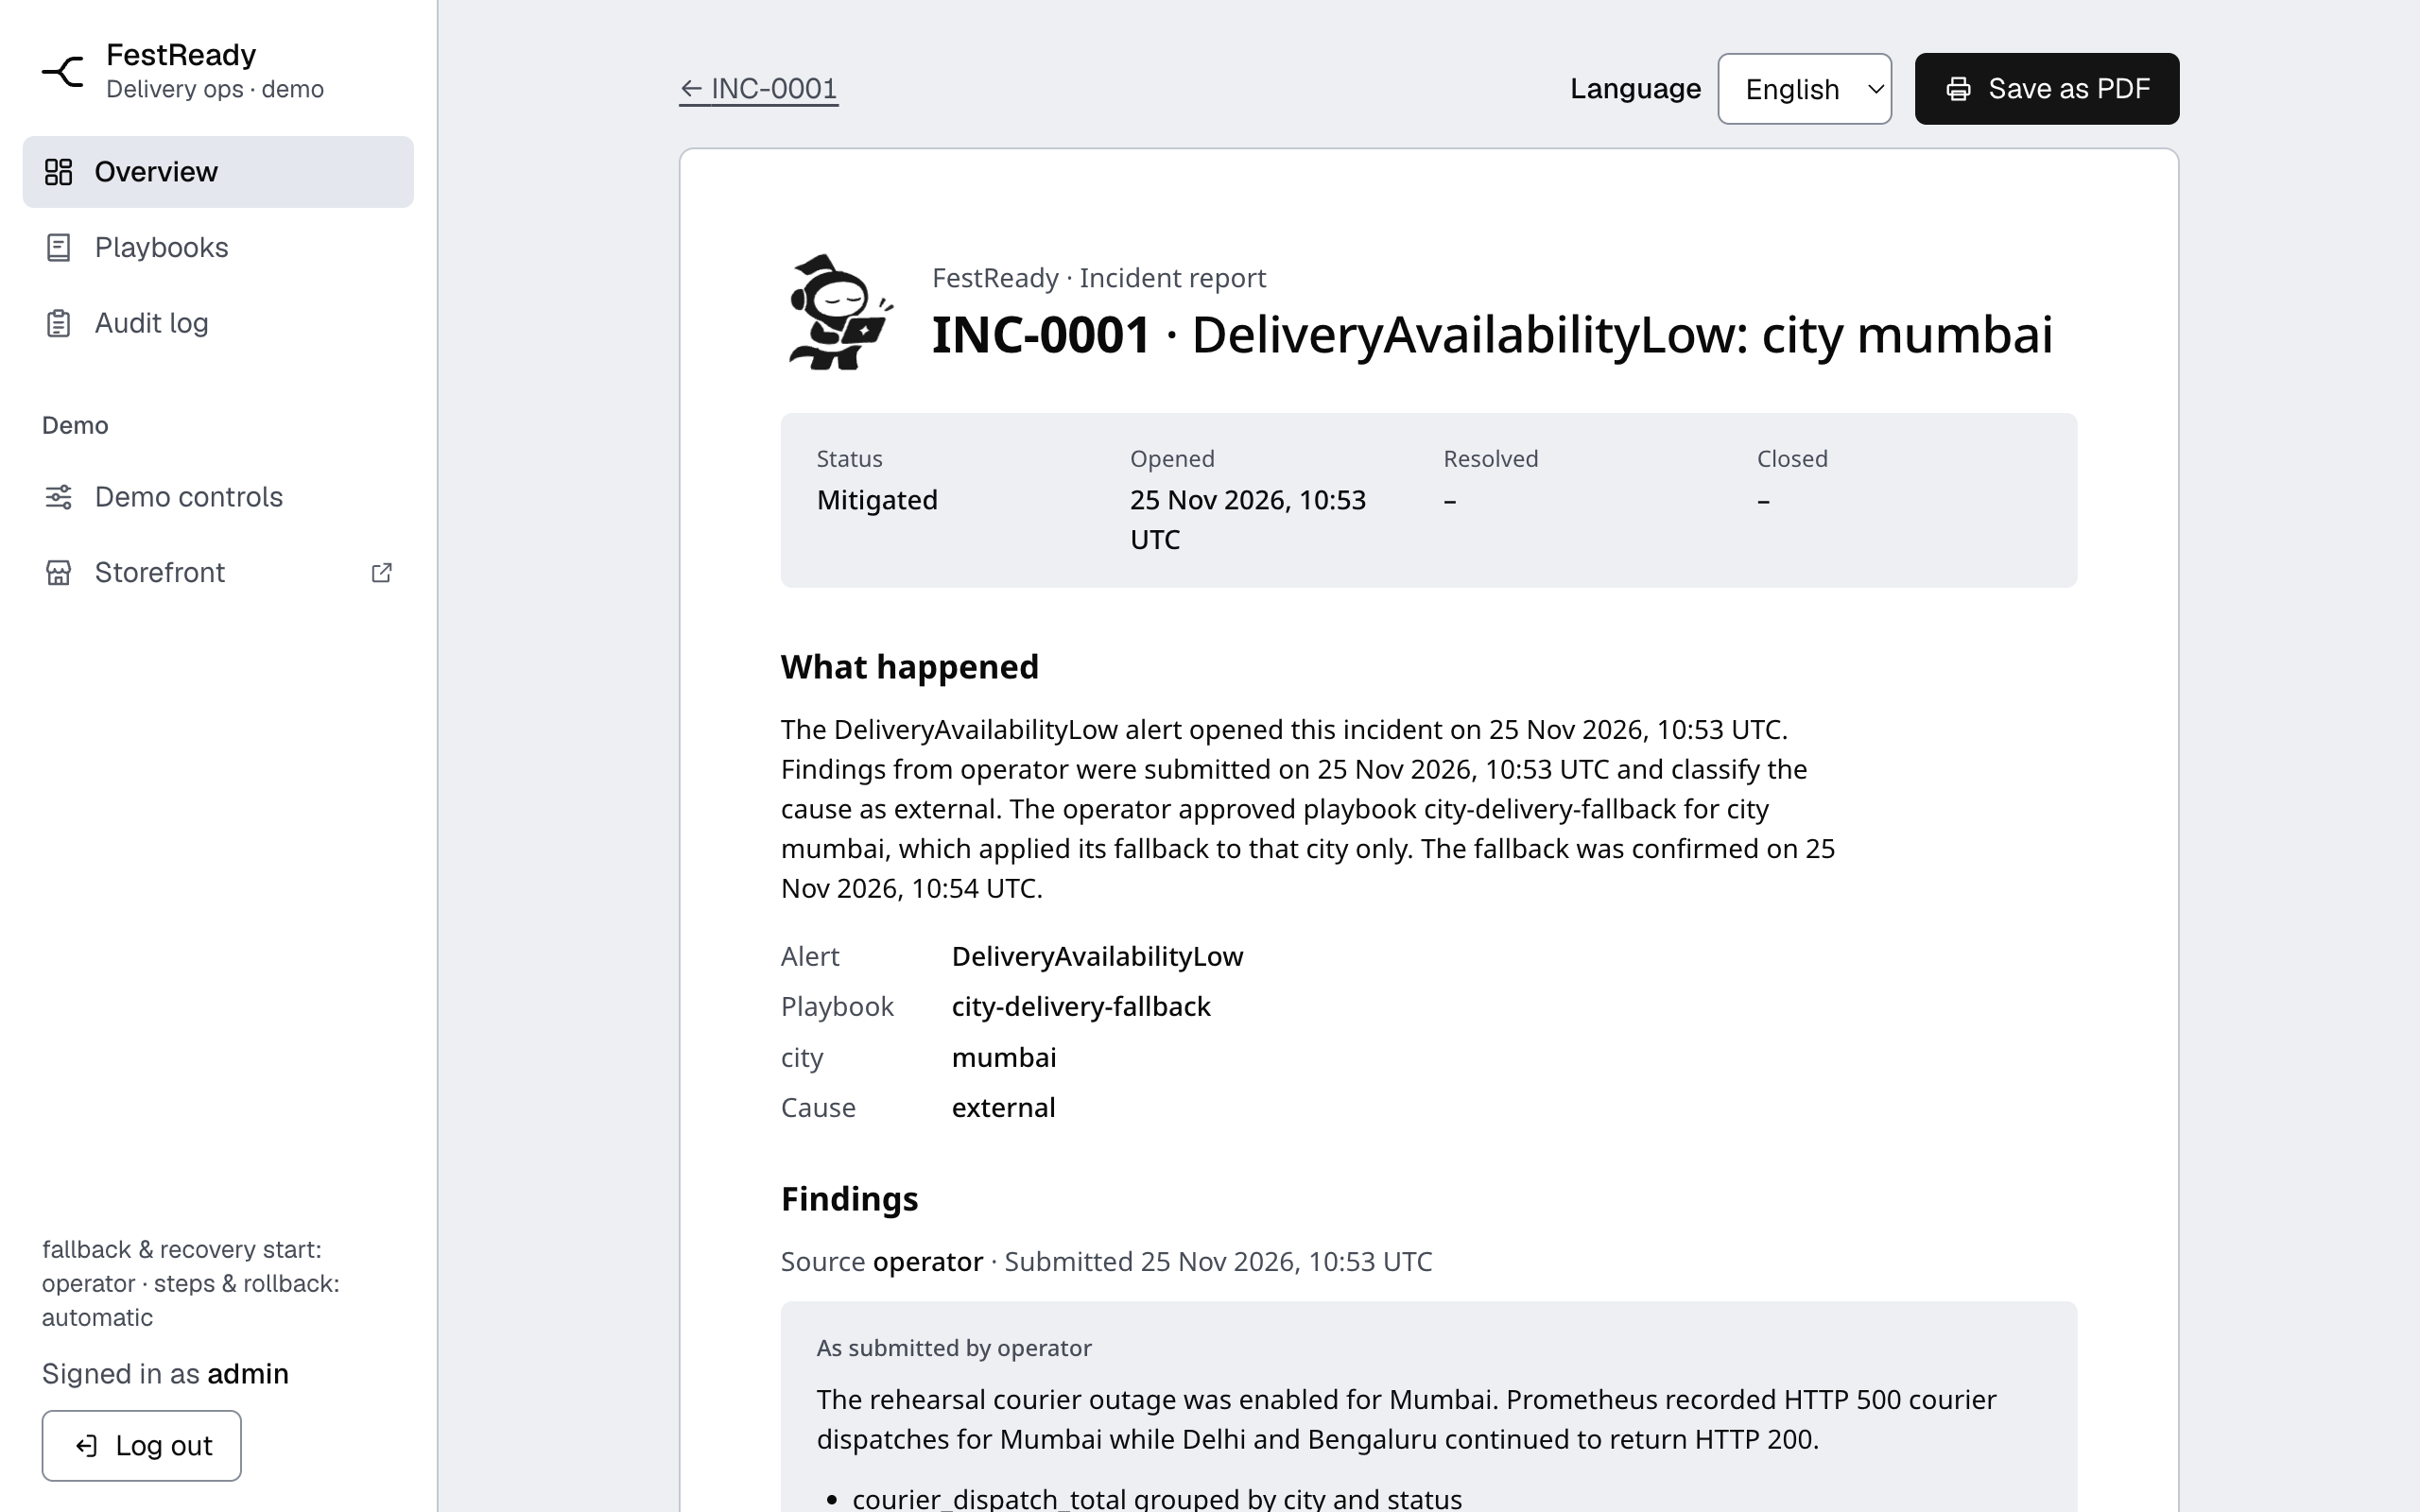 FestReady
Delivery ops · demo
Overview
Playbooks
Audit log
Demo
Demo controls
Storefront
fallback & recovery start:
operator · steps & rollback:
automatic
Signed in as admin
Log out
← INC-0001
Language
English
Save as PDF
FestReady · Incident report
INC-0001 · DeliveryAvailabilityLow: city mumbai
Status
Opened
Resolved
Closed
Mitigated
25 Nov 2026, 10:53
UTC
–
–
What happened
The DeliveryAvailabilityLow alert opened this incident on 25 Nov 2026, 10:53 UTC.
Findings from operator were submitted on 25 Nov 2026, 10:53 UTC and classify the
cause as external. The operator approved playbook city-delivery-fallback for city
mumbai, which applied its fallback to that city only. The fallback was confirmed on 25
Nov 2026, 10:54 UTC.
Alert DeliveryAvailabilityLow
Playbook city-delivery-fallback
city mumbai
Cause external
Findings
Source operator · Submitted 25 Nov 2026, 10:53 UTC
As submitted by operator
The rehearsal courier outage was enabled for Mumbai. Prometheus recorded HTTP 500 courier
dispatches for Mumbai while Delhi and Bengaluru continued to return HTTP 200.
• courier_dispatch_total grouped by city and status